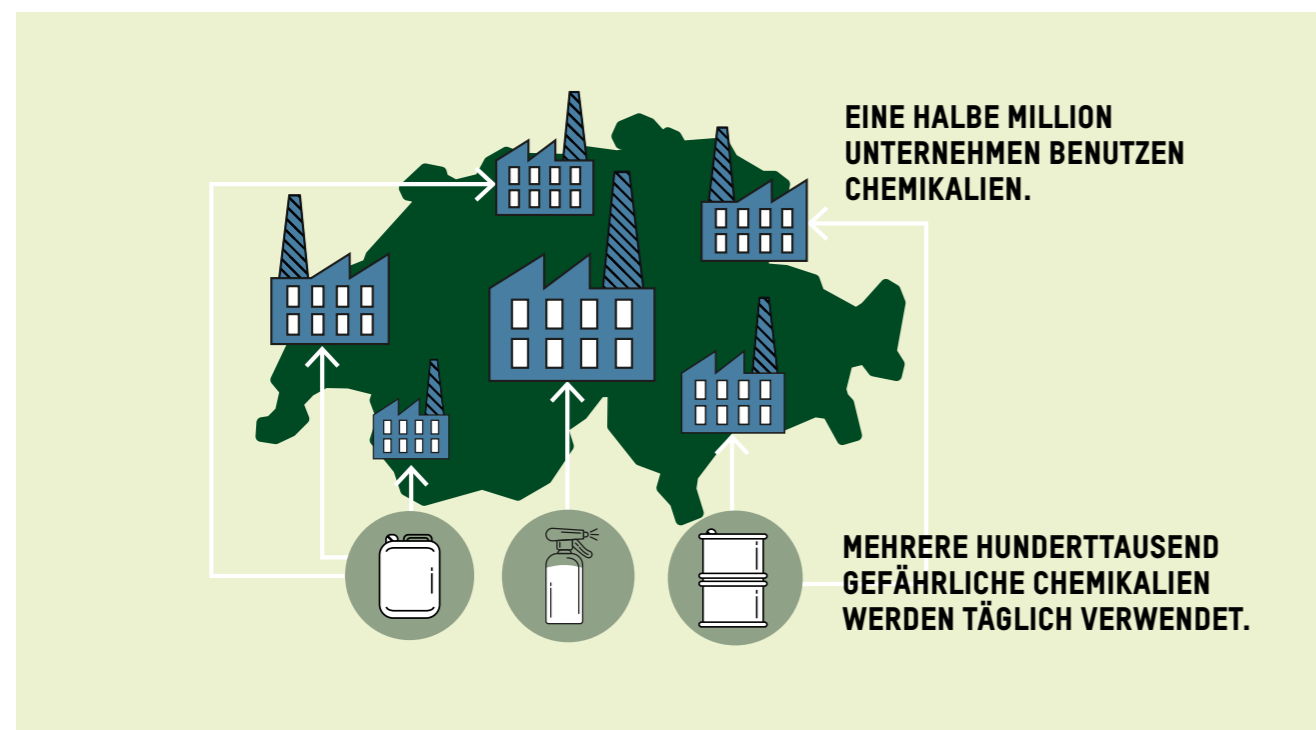 EINE HALBE MILLION
UNTERNEHMEN BENUTZEN
CHEMIKALIEN.
MEHRERE HUNDERTTAUSEND
GEFÄHRLICHE CHEMIKALIEN
WERDEN TÄGLICH VERWENDET.